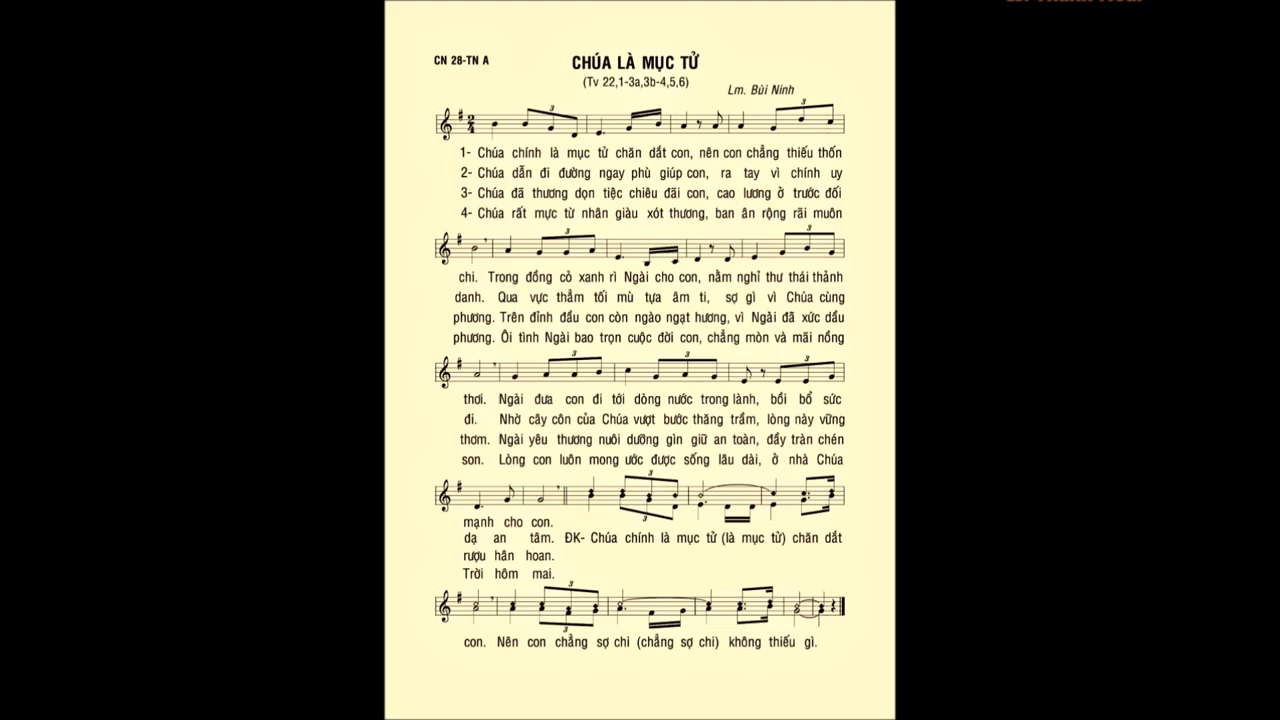 CN 28-TN A
CHÚA LÀ MỤC TỬ
(Tv 22,1-3a,3b-4,5,6)
Lm. Bùi Ninh
1- Chúa chính là mục tử chăn dắt con, nên con chẳng thiếu thốn
2- Chúa dẫn đi đường ngay phù giúp con, ra tay vì chính uy
3- Chúa đã thương dọn tiệc chiêu đãi con, cao lương ở trước đối
4- Chúa rất mực từ nhân giàu xót thương, ban ân rộng rãi muôn
chi. Trong đồng cỏ xanh rì Ngài cho con, nằm nghỉ thư thái thảnh
danh. Qua vực thẳm tối mù tựa âm ti, sợ gì vì Chúa cùng
phương. Trên đỉnh đầu con còn ngào ngạt hương, vì Ngài đã xức dầu
phương. Ôi tình Ngài bao trọn cuộc đời con, chẳng mòn và mãi nồng
thơi. Ngài đưa con đi tới dòng nước trong lành, bồi bổ sức
đi. Nhờ cây côn của Chúa vượt bước thăng trầm, lòng này vững
thơm. Ngài yêu thương nuôi dưỡng gìn giữ an toàn, đầy tràn chén
son. Lòng con luôn mong ước được sống lâu dài, ở nhà Chúa
mạnh cho con.
dạ an tâm. ĐK- Chúa chính là mục tử (là mục tử) chăn dắt
rượu hân hoan.
Trời hôm mai.
con. Nên con chẳng sợ chi (chẳng sợ chi) không thiếu gì.